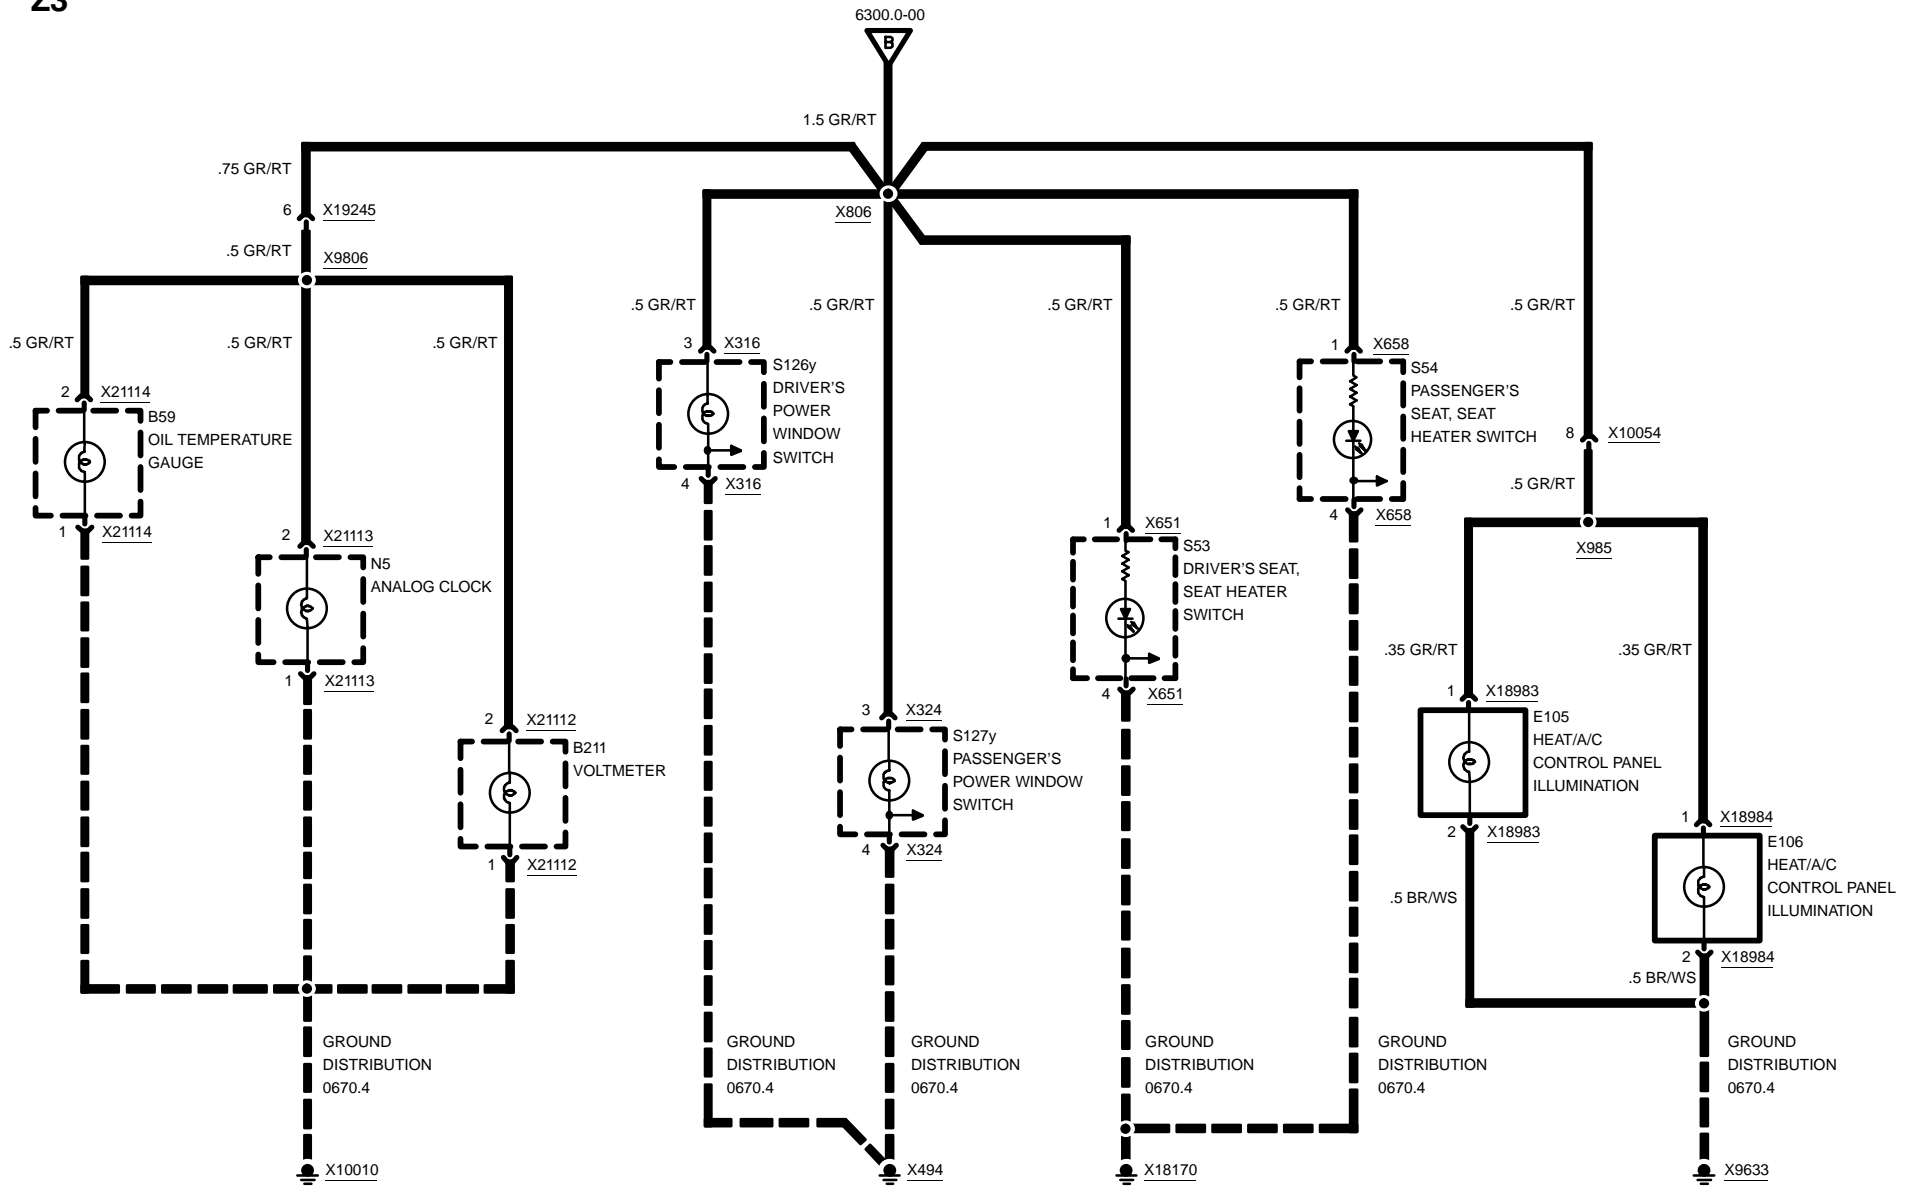 Z3
6300.0-00
B
1.5 GR/RT
.75 GR/RT
6 X19245
X806
.5 GR/RT
X9806
.5 GR/RT
.5 GR/RT
.5 GR/RT
.5 GR/RT
.5 GR/RT
.5 GR/RT
.5 GR/RT
.5 GR/RT
3 X316
1 X658
2 X21114
S126y
DRIVER'S
POWER
WINDOW
SWITCH
S54
PASSENGER'S
SEAT, SEAT
HEATER SWITCH
B59
OIL TEMPERATURE
GAUGE
8 X10054
4 X316
.5 GR/RT
1 X21114
4 X658
2 X21113
1 X651
X985
N5
ANALOG CLOCK
S53
DRIVER'S SEAT,
SEAT HEATER
SWITCH
.35 GR/RT
.35 GR/RT
1 X21113
4 X651
1 X18983
2 X21112
3 X324
B211
VOLTMETER
S127y
PASSENGER'S
POWER WINDOW
SWITCH
E105
HEAT/A/C
CONTROL PANEL
ILLUMINATION
1 X18984
2 X18983
E106
HEAT/A/C
CONTROL PANEL
ILLUMINATION
1 X21112
4 X324
.5 BR/WS
2 X18984
.5 BR/WS
GROUND
DISTRIBUTION
0670.4
GROUND
DISTRIBUTION
0670.4
GROUND
DISTRIBUTION
0670.4
GROUND
DISTRIBUTION
0670.4
GROUND
DISTRIBUTION
0670.4
GROUND
DISTRIBUTION
0670.4
X10010
X494
X18170
X9633